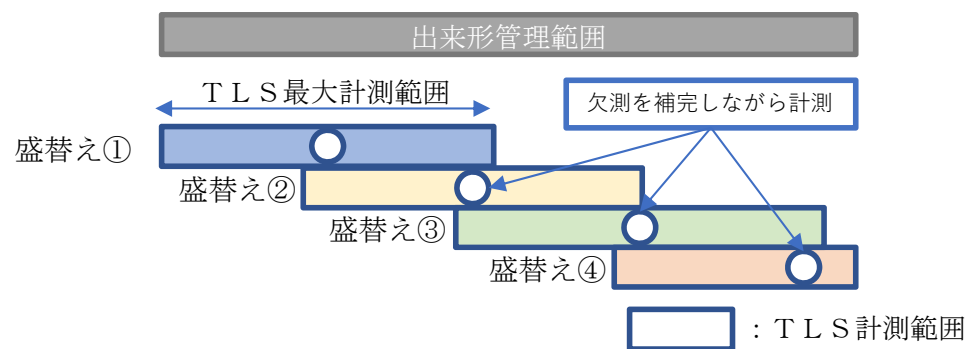 出来形管理範囲
ＴＬＳ最大計測範囲
欠測を補完しながら計測
盛替え①
盛替え②
盛替え③
盛替え④
：ＴＬＳ計測範囲